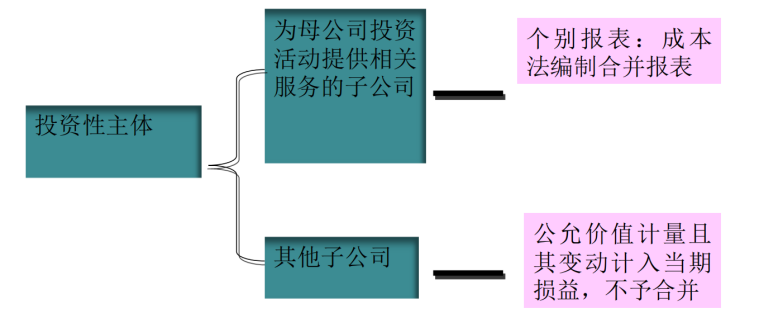 投资性主体
为母公司投资
活动提供相关
服务的子公司
个别报表：成本
法编制合并报表
其他子公司
公允价值计量且
其变动计入当期
损益，不予合并